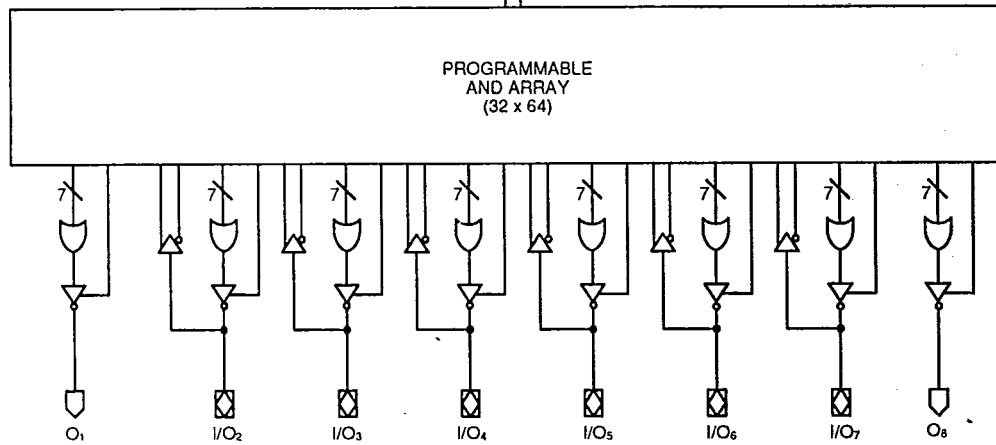 PROGRAMMABLE
AND ARRAY
(32 x 64)
7 7 7 7 7 7 7 7
O1 I/O2 I/O3 I/O4 I/O5 I/O6 I/O7 O8